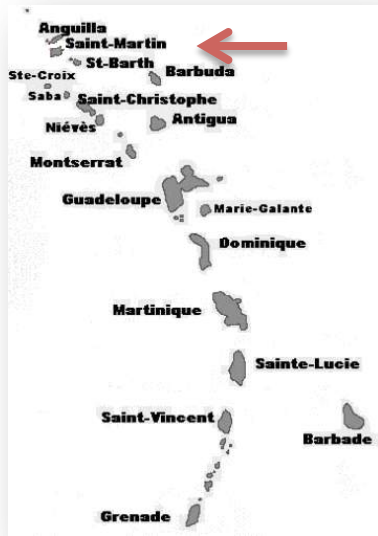 Anguilla
Saint-Martin
St-Barth
Barbuda
Ste-Croix
Saba
Saint-Christophe
Niévès
Antigua
Montserrat
Guadeloupe
Marie-Galante
Dominique
Martinique
Sainte-Lucie
Saint-Vincent
Barbade
Grenade